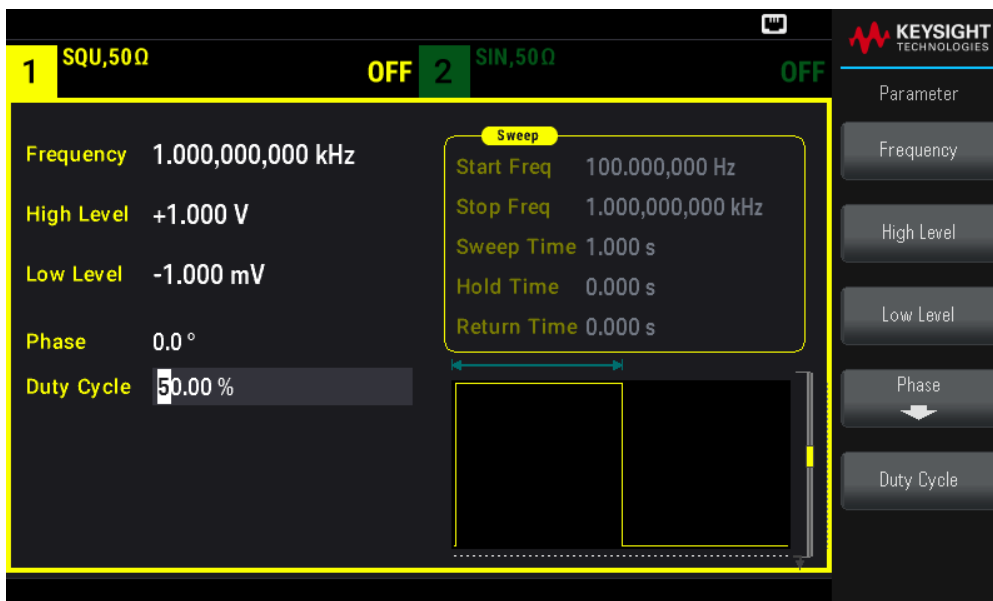 KEYSIGHT
TECHNOLOGIES
1 SQU,50Ω OFF
2 SIN,50Ω OFF
Parameter
Frequency 1.000,000,000 kHz
High Level +1.000 V
Low Level -1.000 mV
Phase 0.0 °
Duty Cycle 50.00 %
Sweep
Start Freq 100.000,000 Hz
Stop Freq 1.000,000,000 kHz
Sweep Time 1.000 s
Hold Time 0.000 s
Return Time 0.000 s
Frequency
High Level
Low Level
Phase
Duty Cycle